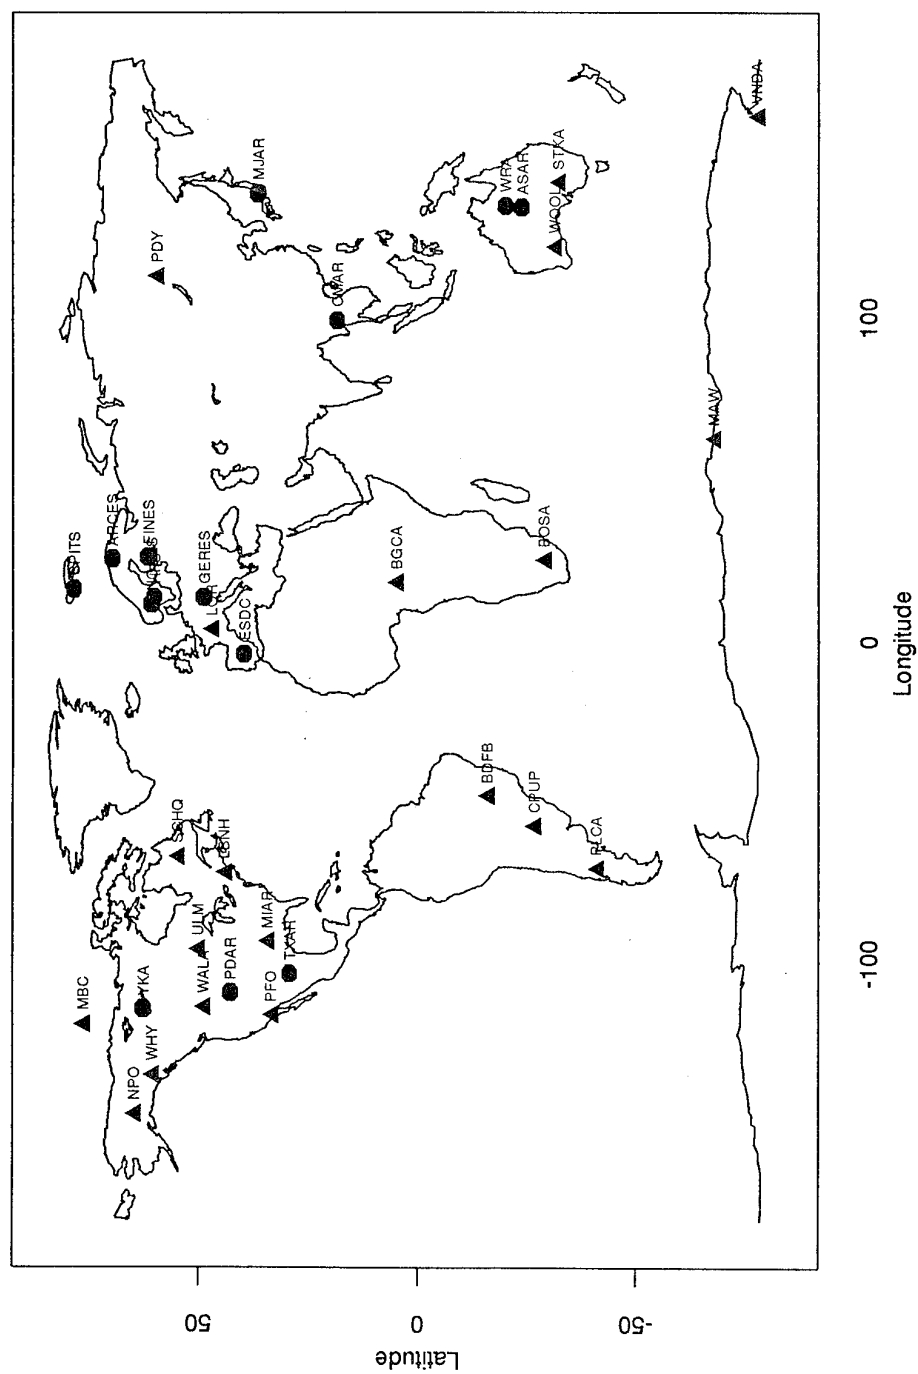 MBC
NPO
YKA
WHY
WALA
ULM
PDAR
PFO
MIAR
TXAR
SCHQ
LBNH
BDFB
CPUP
PLCA
SPITS
ARCES
FINES
GERES
ESDC
BGCA
BOSA
PDY
MJAR
CMAR
WRA
ASAR
WOOL
STKA
MAW
VNDA
50
0
-50
Latitude
-100
0
100
Longitude